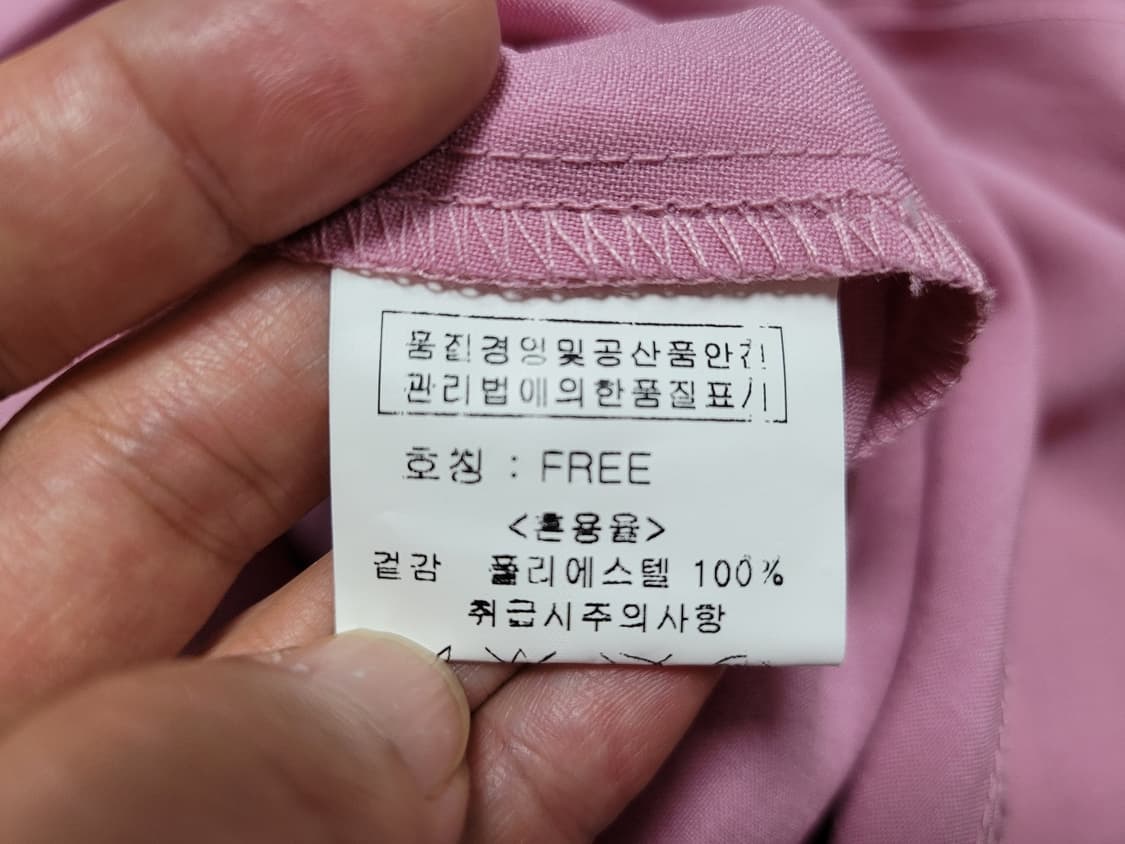 품질경영및공산품안전
관리법에의한품질표시
호칭 : FREE
<혼용율>
겉감 폴리에스텔 100%
취급시주의사항